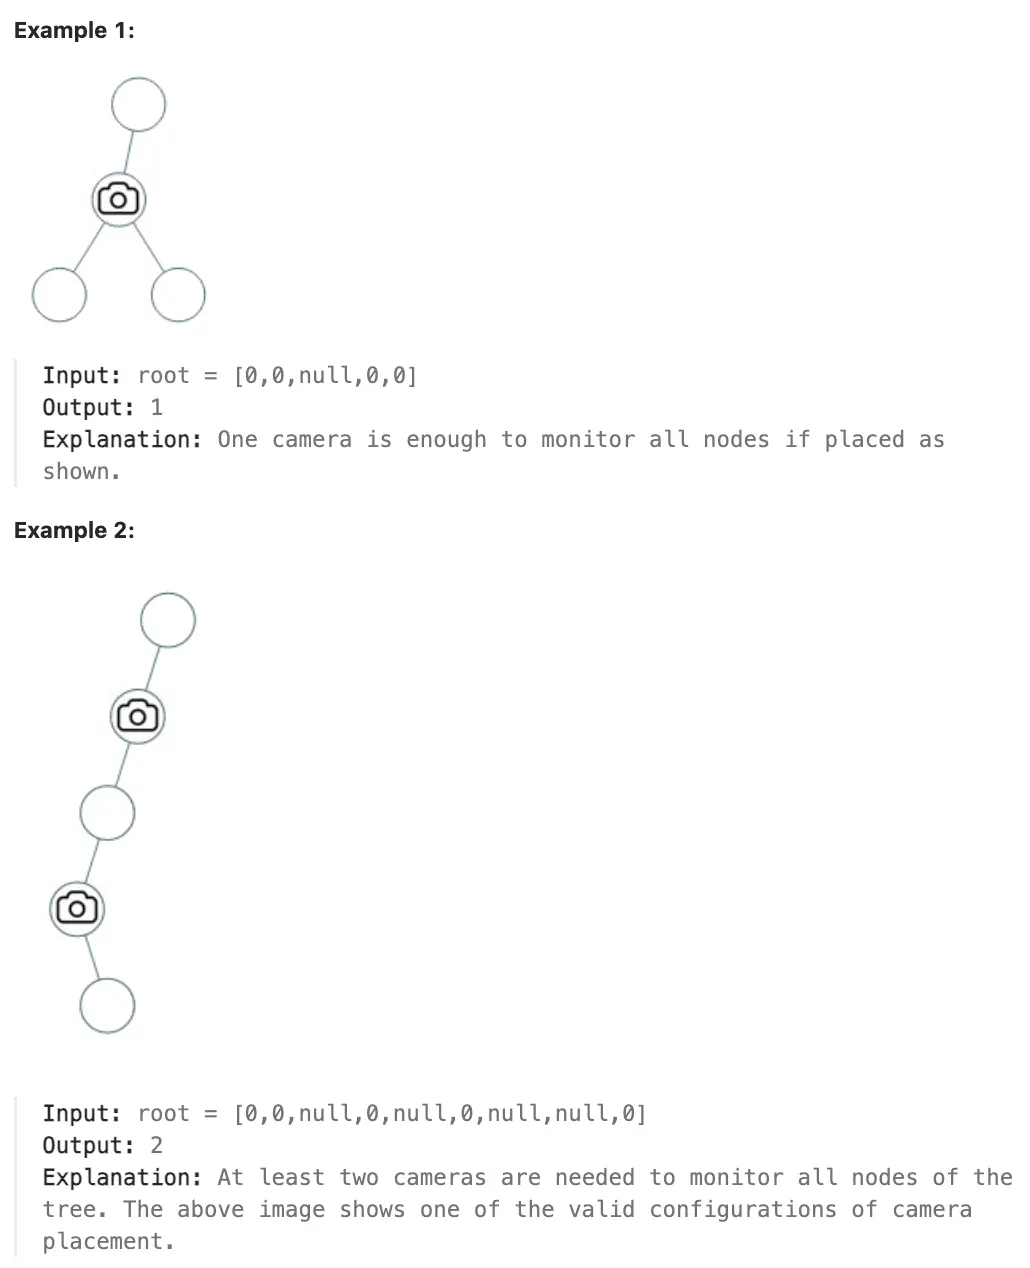 Example 1:
Input: root = [0,0,null,0,0]
Output: 1
Explanation: One camera is enough to monitor all nodes if placed as
shown.
Example 2:
Input: root = [0,0,null,0,null,0,null,null,0]
Output: 2
Explanation: At least two cameras are needed to monitor all nodes of the
tree. The above image shows one of the valid configurations of camera
placement.